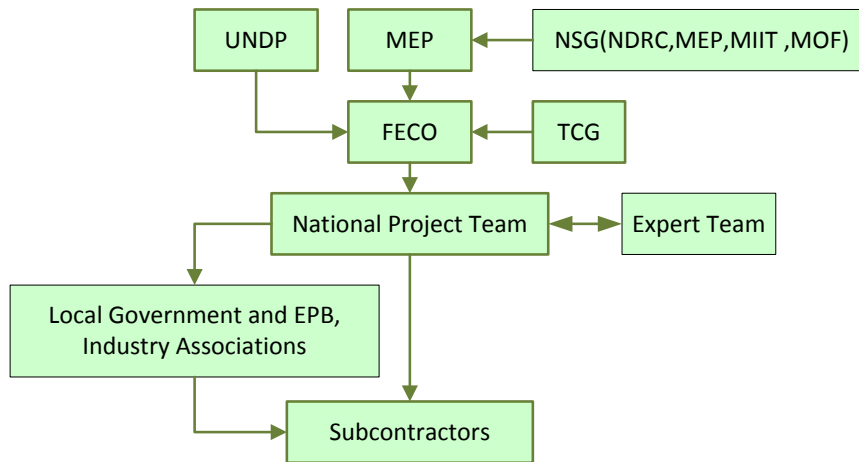 UNDP
MEP
NSG(NDRC,MEP,MIIT ,MOF)
FECO
TCG
National Project Team
Expert Team
Local Government and EPB,
Industry Associations
Subcontractors